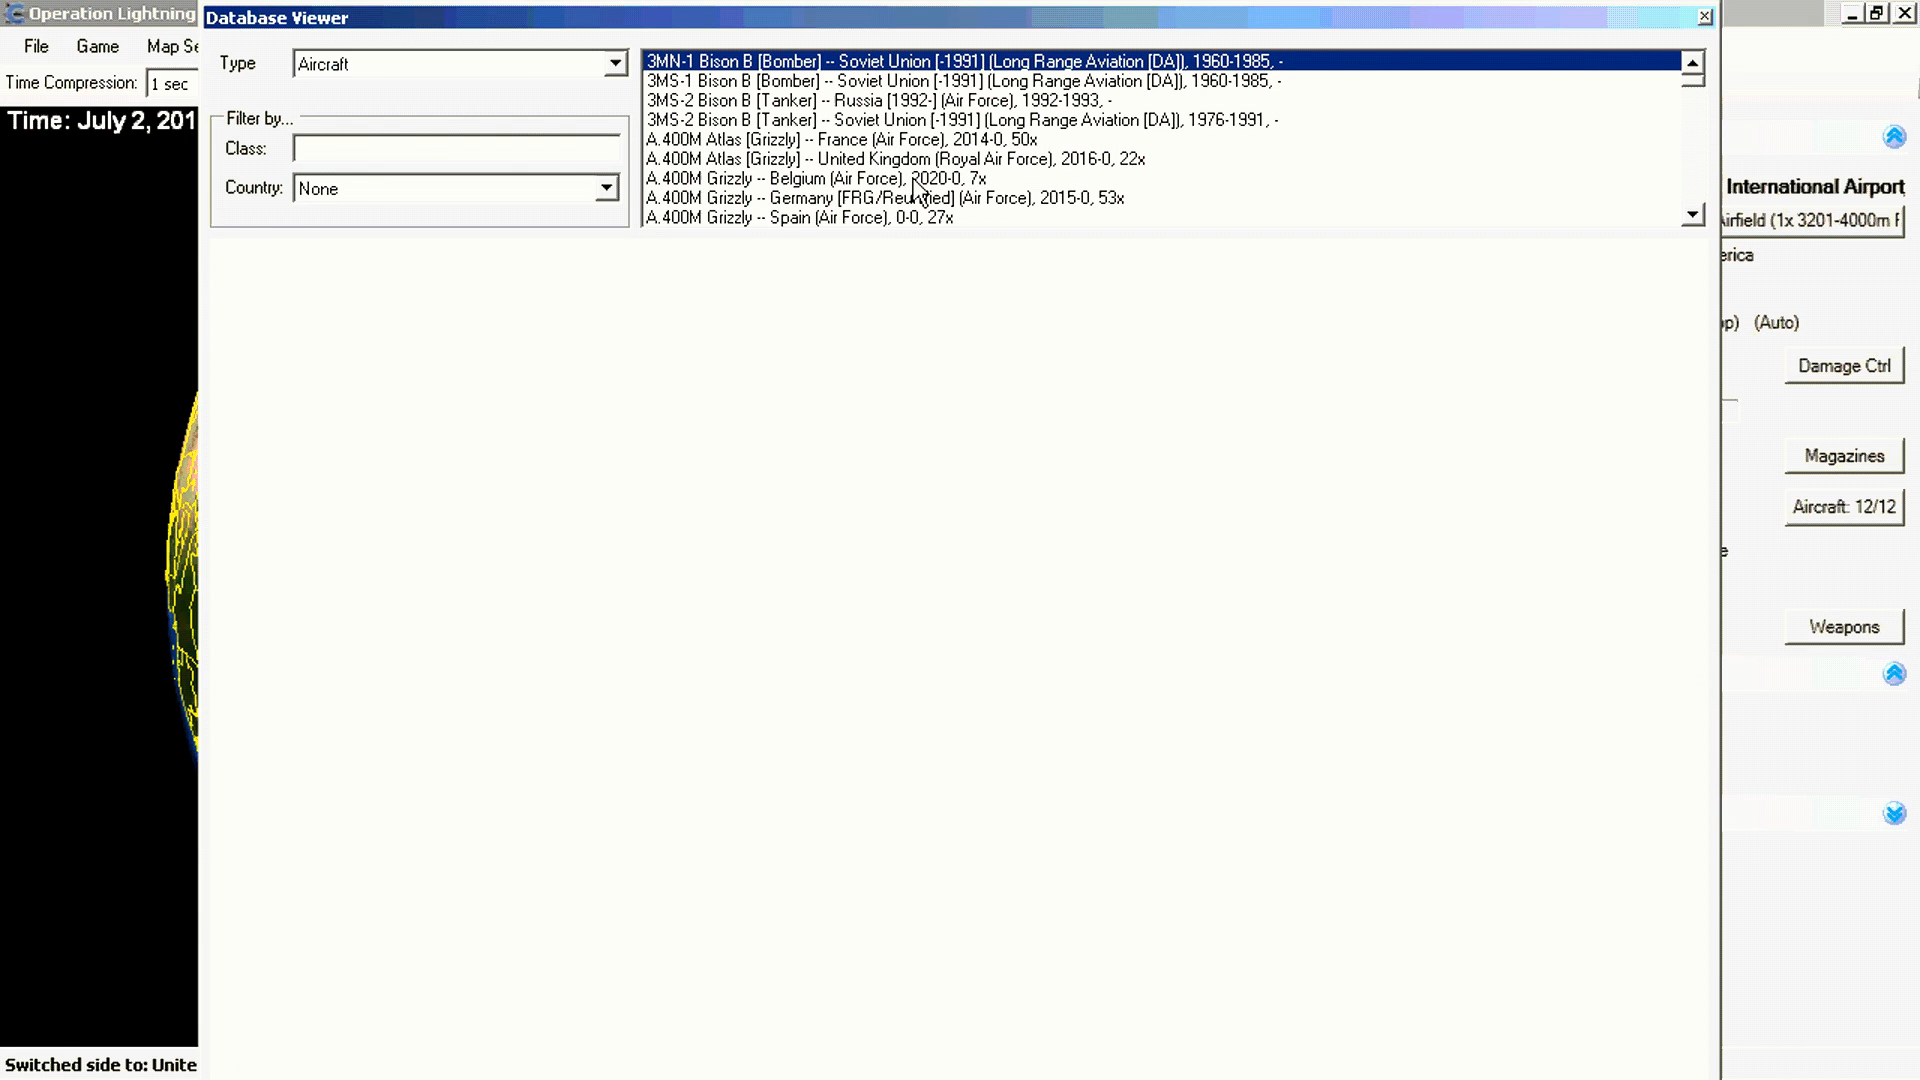 Operation Lightning
Database Viewer
File Game Map Se
Time Compression: 1 sec
Time: July 2, 201
Type Aircraft
Filter by...
Class:
Country: None
3MN-1 Bison B [Bomber] -- Soviet Union [-1991] (Long Range Aviation [DA]), 1960-1985, -
3MS-1 Bison B [Bomber] -- Soviet Union [-1991] (Long Range Aviation [DA]), 1960-1985, -
3MS-2 Bison B [Tanker] -- Russia [1992-] (Air Force), 1992-1993, -
3MS-2 Bison B [Tanker] -- Soviet Union [-1991] (Long Range Aviation [DA]), 1976-1991, -
A.400M Atlas [Grizzly] -- France (Air Force), 2014-0, 50x
A.400M Atlas [Grizzly] -- United Kingdom (Royal Air Force), 2016-0, 22x
A.400M Grizzly -- Belgium (Air Force), 2020-0, 7x
A.400M Grizzly -- Germany [FRG/Reunified] (Air Force), 2015-0, 53x
A.400M Grizzly -- Spain (Air Force), 0-0, 27x
International Airport
Airfield (1x 3201-4000m
erica
op) (Auto)
Damage Ctrl
Magazines
Aircraft: 12/12
e
Weapons
Switched side to: Unite